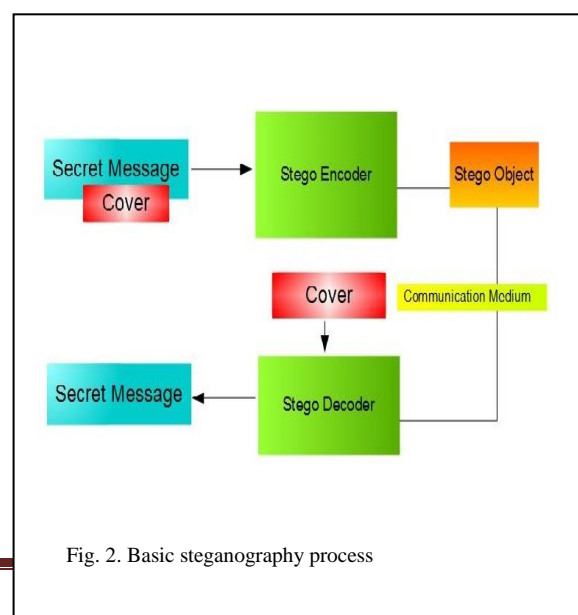 Secret Message
Cover
Stego Encoder
Stego Object
Cover
Communication Medium
Secret Message
Stego Decoder
Fig. 2. Basic steganography process